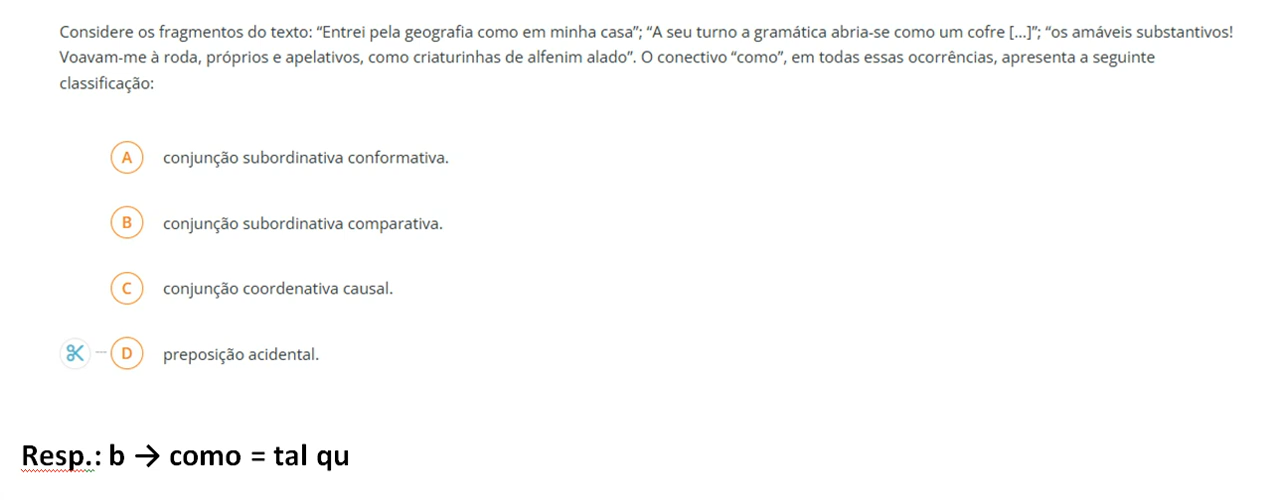 Considere os fragmentos do texto: “Entrei pela geografia como em minha casa”; “A seu turno a gramática abria-se como um cofre [...]”; “os amáveis substantivos!
Voavam-me à roda, próprios e apelativos, como criaturinhas de alfenim alado”. O conectivo “como”, em todas essas ocorrências, apresenta a seguinte
classificação:
A conjunção subordinativa conformativa.
B conjunção subordinativa comparativa.
C conjunção coordenativa causal.
D preposição acidental.
Resp.: b → como = tal qu